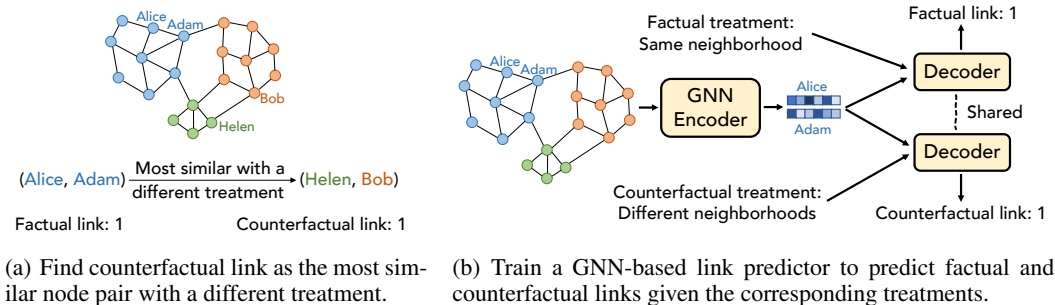 Alice
Adam
Bob
Helen
(Alice, Adam) Most similar with a different treatment (Helen, Bob)
Factual link: 1 Counterfactual link: 1
(a) Find counterfactual link as the most sim-
ilar node pair with a different treatment.
Factual treatment:
Same neighborhood
Alice
Adam
GNN
Encoder
Alice
Adam
Counterfactual treatment:
Different neighborhoods
Factual link: 1
Decoder
Shared
Decoder
Counterfactual link: 1
(b) Train a GNN-based link predictor to predict factual and
counterfactual links given the corresponding treatments.